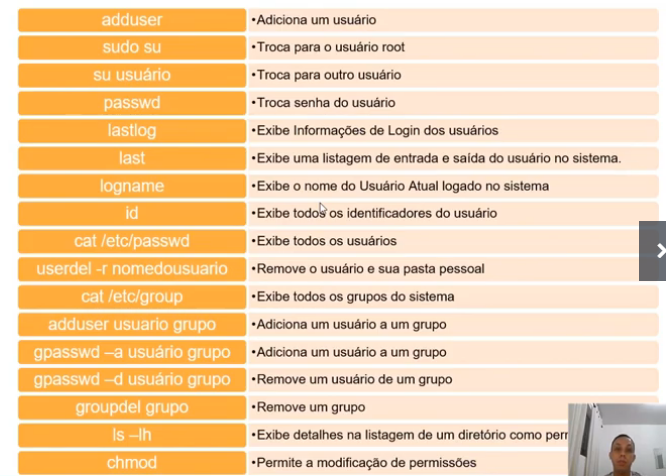 adduser •Adiciona um usuário
sudo su •Troca para o usuário root
su usuário •Troca para outro usuário
passwd •Troca senha do usuário
lastlog •Exibe Informações de Login dos usuários
last •Exibe uma listagem de entrada e saída do usuário no sistema.
logname •Exibe o nome do Usuário Atual logado no sistema
id •Exibe todos os identificadores do usuário
cat /etc/passwd •Exibe todos os usuários
userdel -r nomedousuario •Remove o usuário e sua pasta pessoal
cat /etc/group •Exibe todos os grupos do sistema
adduser usuario grupo •Adiciona um usuário a um grupo
gpasswd –a usuário grupo •Adiciona um usuário a um grupo
gpasswd –d usuário grupo •Remove um usuário de um grupo
groupdel grupo •Remove um grupo
ls –lh •Exibe detalhes na listagem de um diretório como
chmod •Permite a modificação de permissões